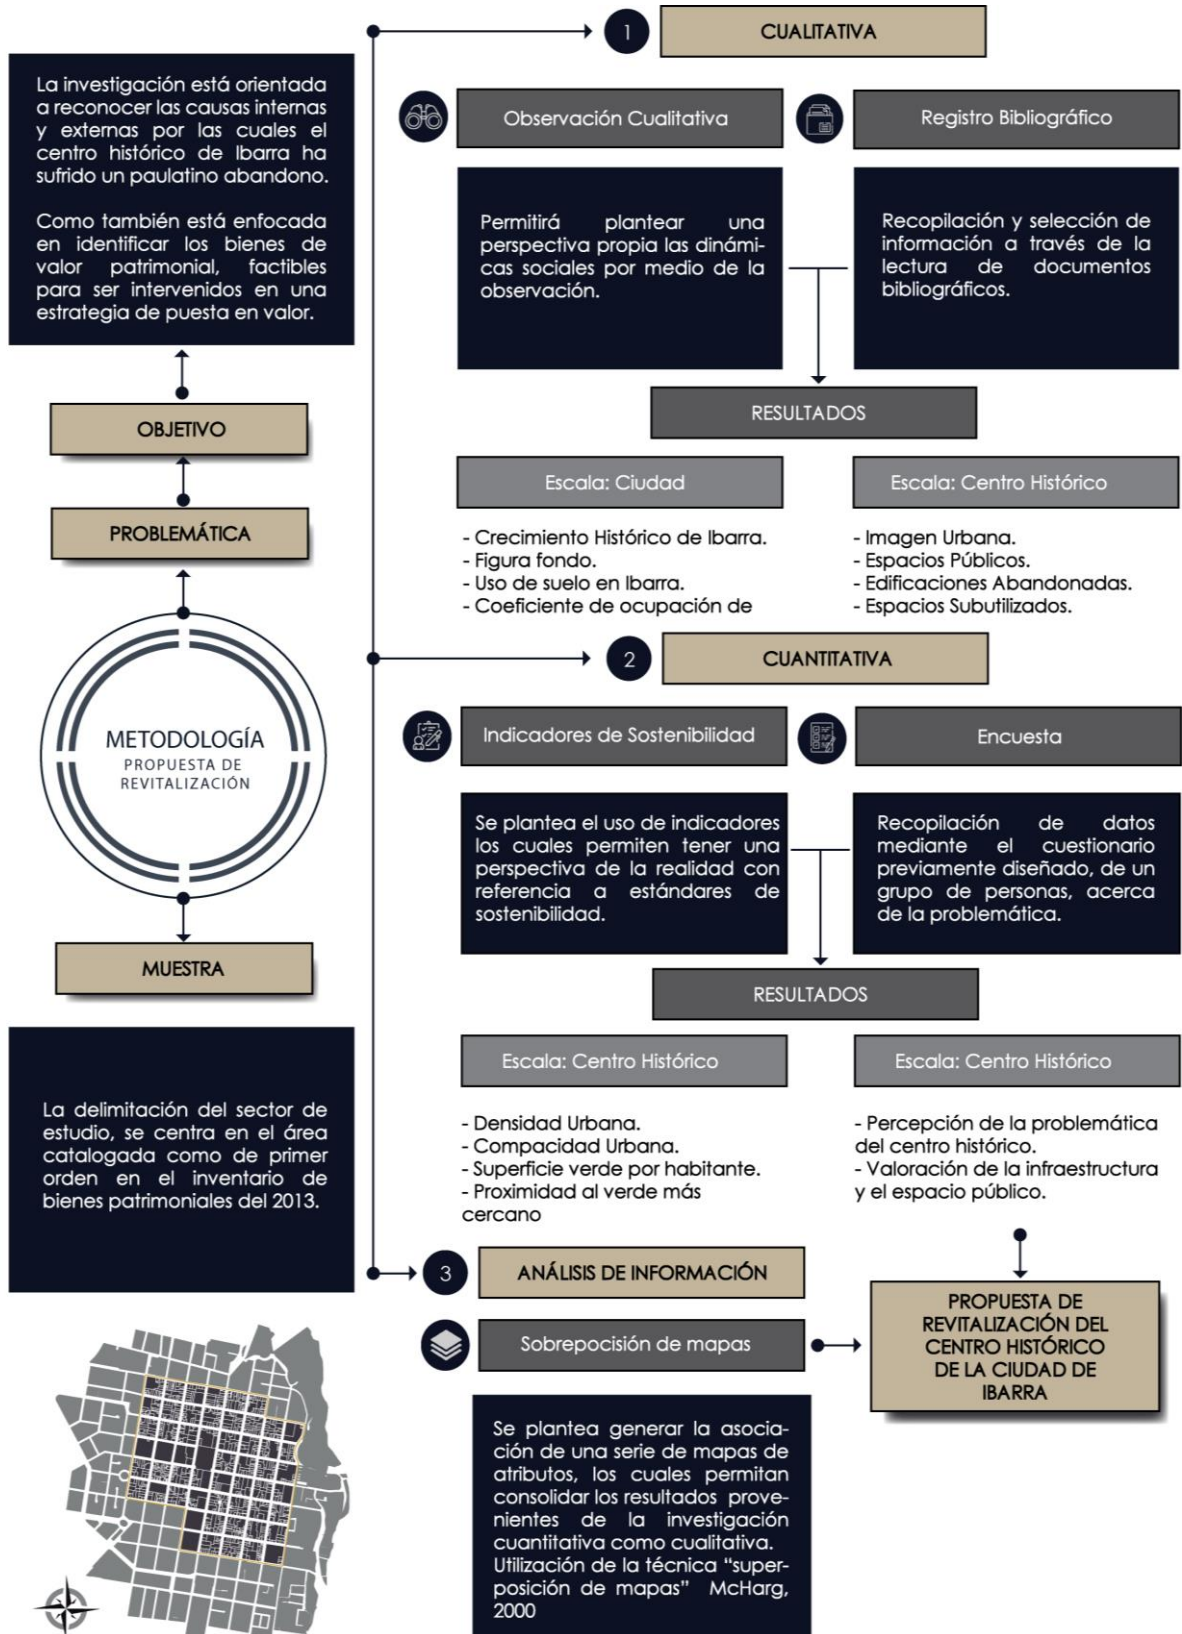 La investigación está orientada
a reconocer las causas internas
y externas por las cuales el
centro histórico de Ibarra ha
sufrido un paulatino abandono.
Como también está enfocada
en identificar los bienes de
valor patrimonial, factibles
para ser intervenidos en una
estrategia de puesta en valor.
OBJETIVO
PROBLEMÁTICA
METODOLOGÍA
PROPUESTA DE
REVITALIZACIÓN
MUESTRA
La delimitación del sector de
estudio, se centra en el área
catalogada como de primer
orden en el inventario de
bienes patrimoniales del 2013.
1
CUALITATIVA
Observación Cualitativa
Permitirá plantear una
perspectiva propia las dinámi-
cas sociales por medio de la
observación.
Registro Bibliográfico
Recopilación y selección de
información a través de la
lectura de documentos
bibliográficos.
RESULTADOS
Escala: Ciudad
- Crecimiento Histórico de Ibarra.
- Figura fondo.
- Uso de suelo en Ibarra.
- Coeficiente de ocupación de
Escala: Centro Histórico
- Imagen Urbana.
- Espacios Públicos.
- Edificaciones Abandonadas.
- Espacios Subutilizados.
2
CUANTITATIVA
Indicadores de Sostenibilidad
Se plantea el uso de indicadores
los cuales permiten tener una
perspectiva de la realidad con
referencia a estándares de
sostenibilidad.
Encuesta
Recopilación de datos
mediante el cuestionario
previamente diseñado, de un
grupo de personas, acerca
de la problemática.
RESULTADOS
Escala: Centro Histórico
- Densidad Urbana.
- Compacidad Urbana.
- Superficie verde por habitante.
- Proximidad al verde más
cercano
Escala: Centro Histórico
- Percepción de la problemática
del centro histórico.
- Valoración de la infraestructura
y el espacio público.
3
ANÁLISIS DE INFORMACIÓN
Sobreposición de mapas
Se plantea generar la asocia-
ción de una serie de mapas de
atributos, los cuales permitan
consolidar los resultados prove-
nientes de la investigación
cuantitativa como cualitativa.
Utilización de la técnica “super-
posición de mapas” McHarg,
2000
PROPUESTA DE
REVITALIZACIÓN DEL
CENTRO HISTÓRICO
DE LA CIUDAD DE
IBARRA